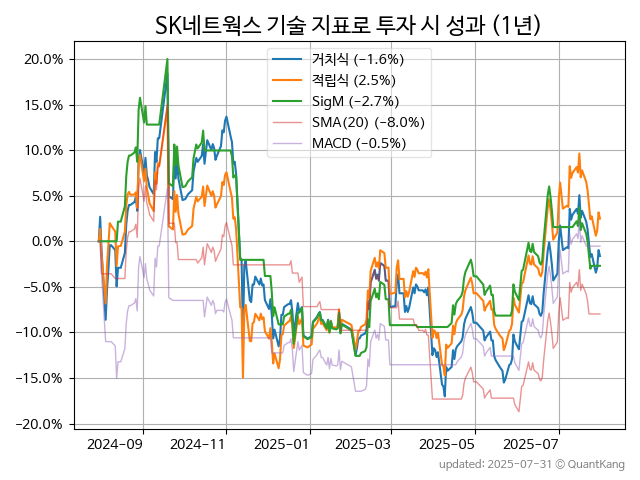 SK네트웍스 기술 지표로 투자 시 성과 (1년)
거치식 (−1.6%)
적립식 (2.5%)
SigM (−2.7%)
SMA(20) (−8.0%)
MACD (−0.5%)
20.0%
15.0%
10.0%
5.0%
0.0%
−5.0%
−10.0%
−15.0%
−20.0%
2024-09 2024-11 2025-01 2025-03 2025-05 2025-07
updated: 2025-07-31 © QuantKang